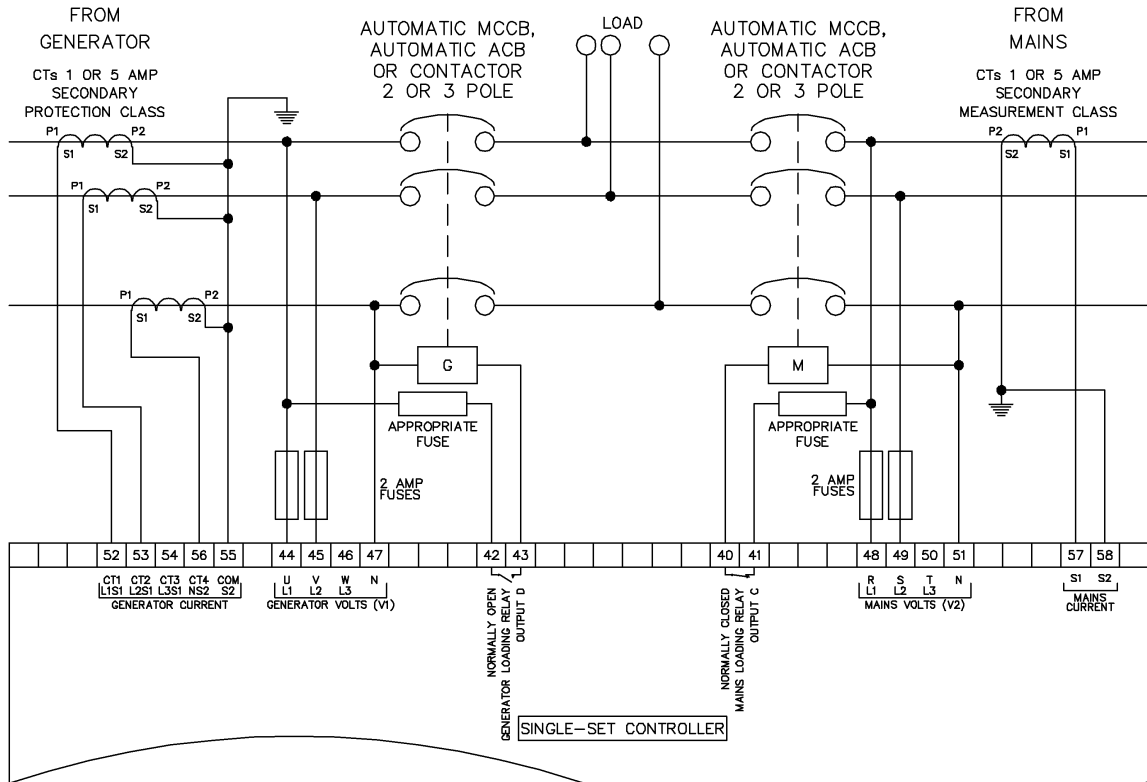 FROM
GENERATOR
CTs 1 OR 5 AMP
SECONDARY
PROTECTION CLASS
AUTOMATIC MCCB,
AUTOMATIC ACB
OR CONTACTOR
2 OR 3 POLE
LOAD
AUTOMATIC MCCB,
AUTOMATIC ACB
OR CONTACTOR
2 OR 3 POLE
FROM
MAINS
CTs 1 OR 5 AMP
SECONDARY
MEASUREMENT CLASS
P1 P2
S1 S2
P2 P1
S2 S1
P1 P2
S1 S2
P1 P2
S1 S2
G
M
APPROPRIATE
FUSE
APPROPRIATE
FUSE
2 AMP
FUSES
2 AMP
FUSES
52 53 54 56 55 44 45 46 47 42 43 40 41 48 49 50 51 57 58
CT1 CT2 CT3 CT4 COM
L1S1 L2S1 L3S1 NS2 S2
GENERATOR CURRENT
U V W N
L1 L2 L3
GENERATOR VOLTS (V1)
NORMALLY OPEN
GENERATOR LOADING RELAY
OUTPUT D
NORMALLY CLOSED
MAINS LOADING RELAY
OUTPUT C
R S T N
L1 L2 L3
MAINS VOLTS (V2)
S1 S2
MAINS
CURRENT
SINGLE-SET CONTROLLER